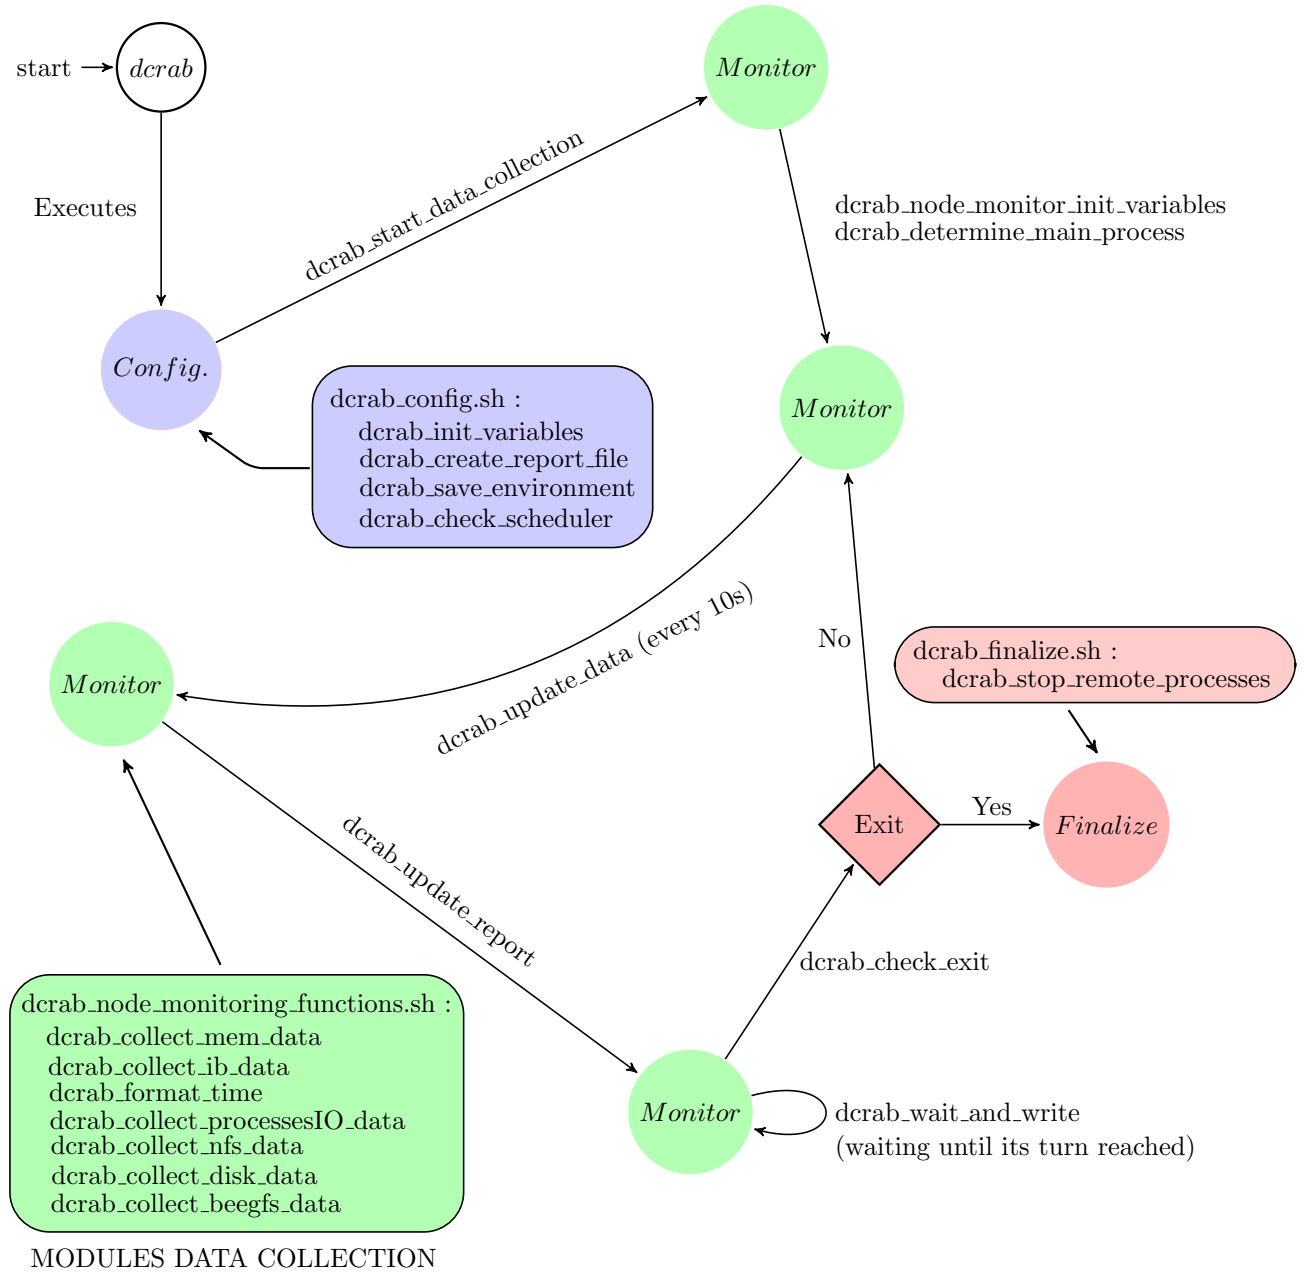 start
dcrab
Monitor
dcrab_start_data_collection
Executes
dcrab_node_monitor_init_variables
dcrab_determine_main_process
Config.
dcrab_config.sh :
dcrab_init_variables
dcrab_create_report_file
dcrab_save_environment
dcrab_check_scheduler
Monitor
dcrab_update_data (every 10s)
No
dcrab_finalize.sh :
dcrab_stop_remote_processes
Monitor
Exit
Yes
Finalize
dcrab_update_report
dcrab_check_exit
dcrab_node_monitoring_functions.sh :
dcrab_collect_mem_data
dcrab_collect_ib_data
dcrab_format_time
dcrab_collect_processesIO_data
dcrab_collect_nfs_data
dcrab_collect_disk_data
dcrab_collect_beegfs_data
MODULES DATA COLLECTION
Monitor
dcrab_wait_and_write
(waiting until its turn reached)